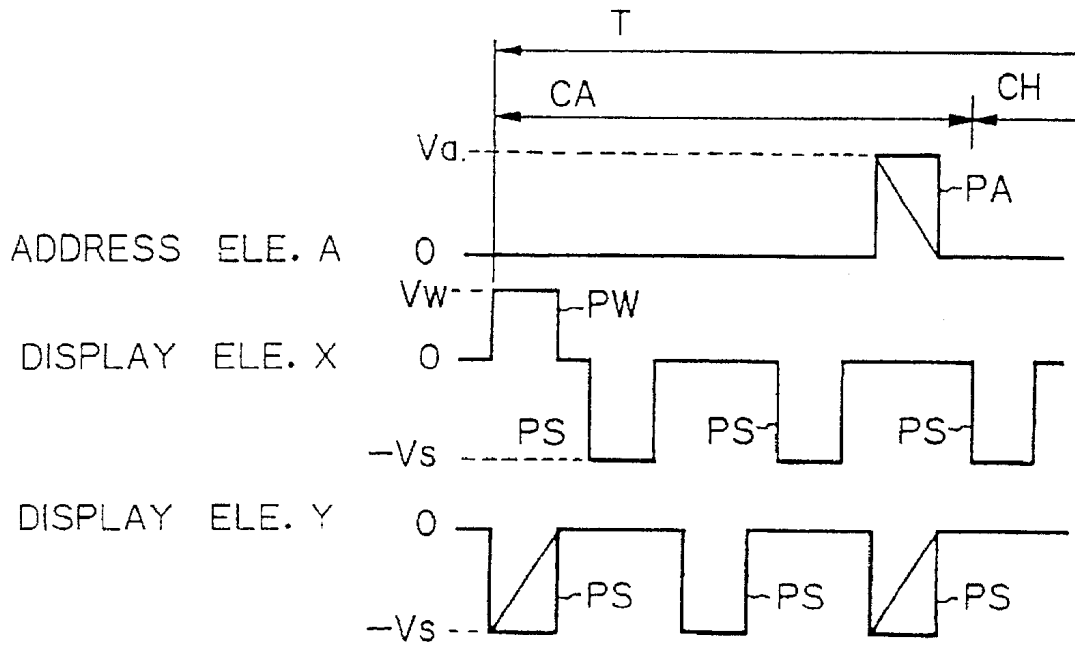 T
CA CH
Va.
PA
ADDRESS ELE. A 0
Vw PW
DISPLAY ELE. X 0
PS PS PS
-Vs
DISPLAY ELE. Y 0
PS PS PS
-Vs